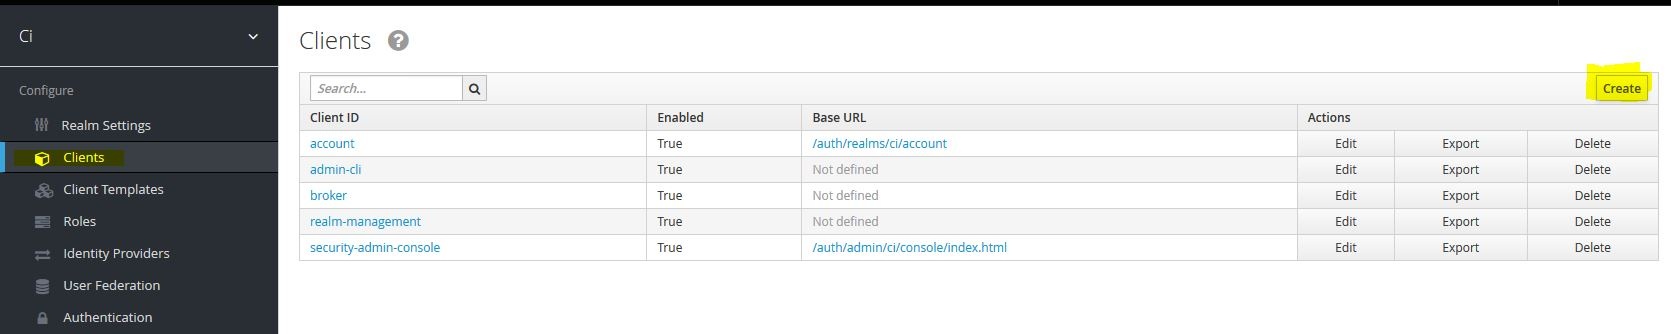 Ci
Configure
Realm Settings
Clients
Client Templates
Roles
Identity Providers
User Federation
Authentication
Clients ?
Search...
Create
Client ID Enabled Base URL Actions
account True /auth/realms/ci/account Edit Export Delete
admin-cli True Not defined Edit Export Delete
broker True Not defined Edit Export Delete
realm-management True Not defined Edit Export Delete
security-admin-console True /auth/admin/ci/console/index.html Edit Export Delete